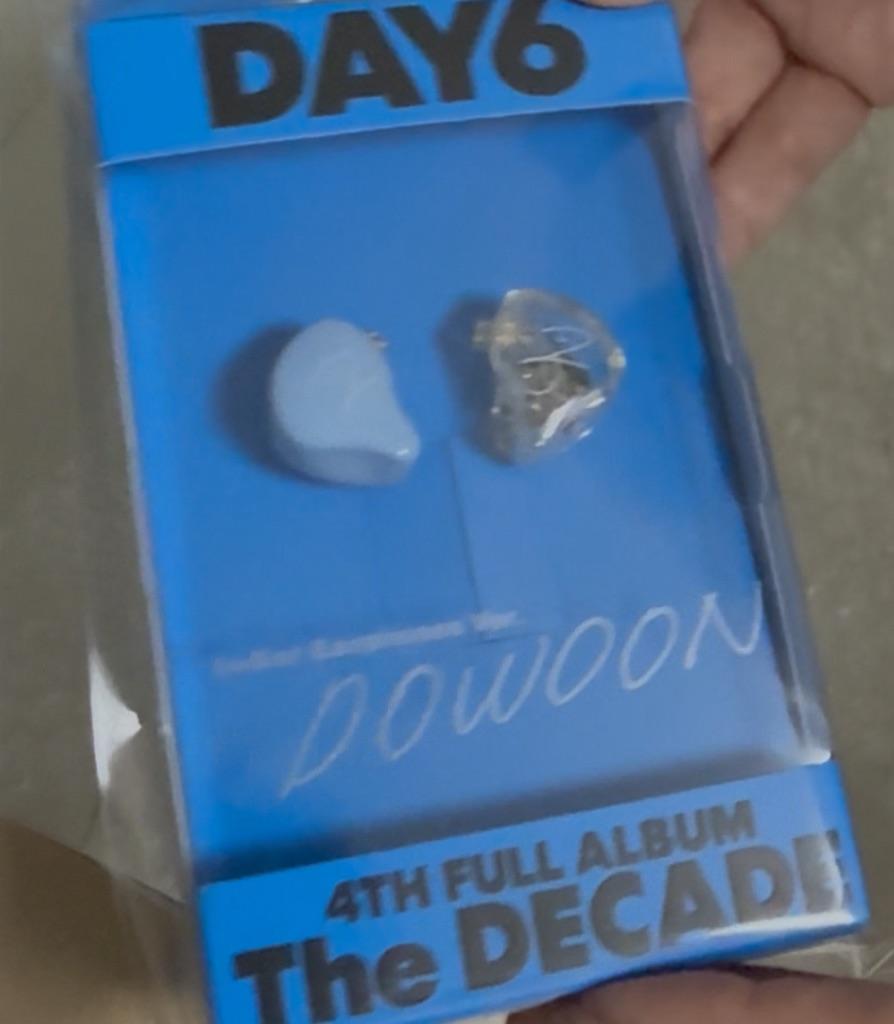 DAY6
DOWOON
4TH FULL ALBUM
The DECADE